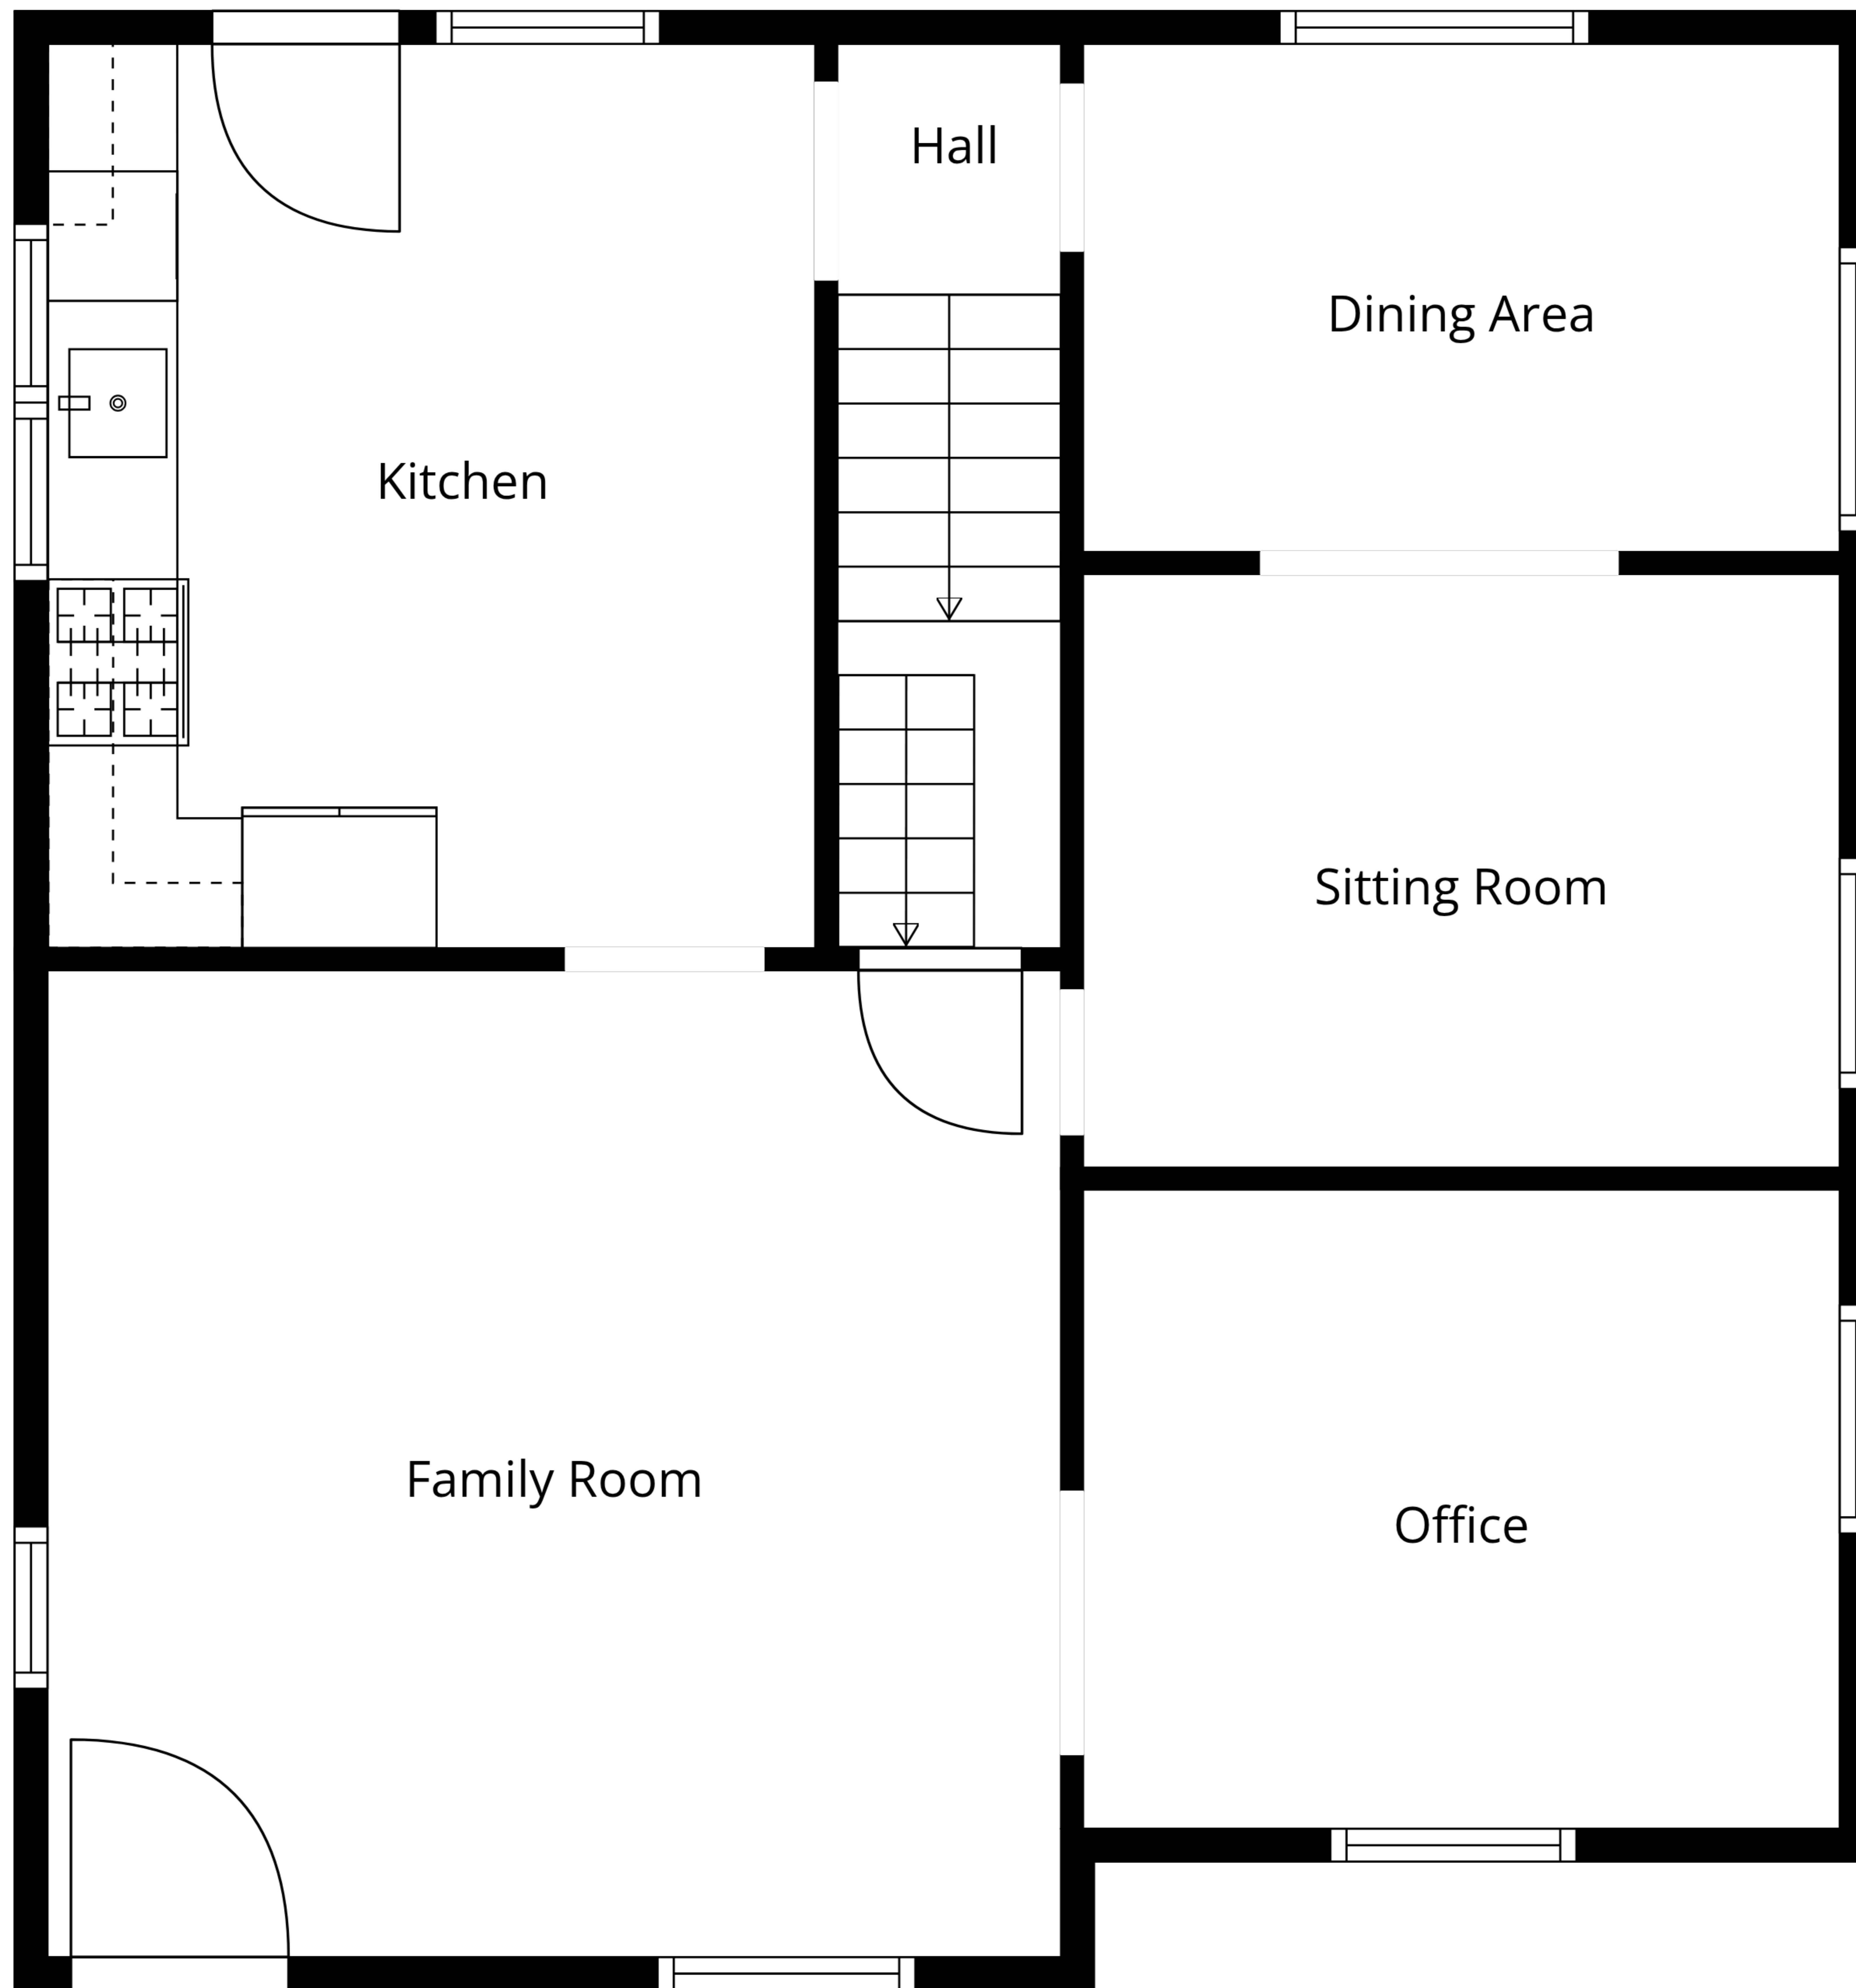 Hall
Dining Area
Kitchen
Sitting Room
Family Room
Office